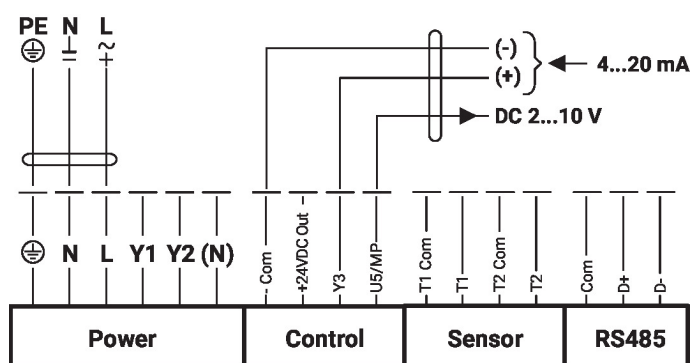 PE N L
(-)
(+)
4...20 mA
DC 2...10 V
N L Y1 Y2 (N)
- Com
+24VDC Out -
Y3
U5/MP
T1 Com
T1
T2 Com
T2
Com
D+
D-
Power
Control
Sensor
RS485